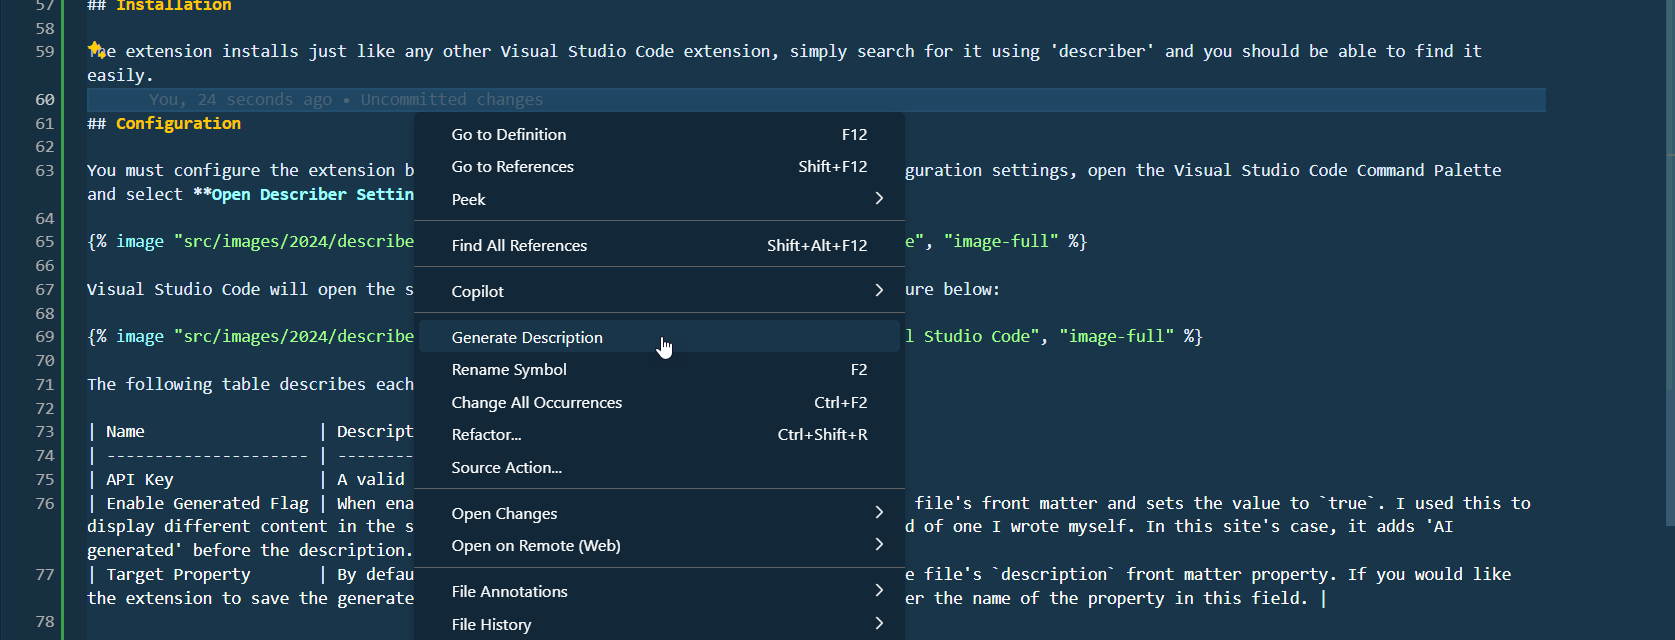 57 ## Installation
58
59 The extension installs just like any other Visual Studio Code extension, simply search for it using 'describer' and you should be able to find it
easily.
60 You, 24 seconds ago • Uncommitted changes
61 ## Configuration
62
63 You must configure the extension b guration settings, open the Visual Studio Code Command Palette
and select **Open Describer Settin
64
65 {% image "src/images/2024/describe e", "image-full" %}
66
67 Visual Studio Code will open the s ure below:
68
69 {% image "src/images/2024/describe l Studio Code", "image-full" %}
70
71 The following table describes each
72
73 | Name | Descript
74 | --------------------- | --------
75 | API Key | A valid
76 | Enable Generated Flag | When ena file's front matter and sets the value to `true`. I used this to
display different content in the s d of one I wrote myself. In this site's case, it adds 'AI
generated' before the description.
77 | Target Property | By defau e file's `description` front matter property. If you would like
the extension to save the generate er the name of the property in this field. |
78
Go to Definition F12
Go to References Shift+F12
Peek
Find All References Shift+Alt+F12
Copilot
Generate Description
Rename Symbol F2
Change All Occurrences Ctrl+F2
Refactor... Ctrl+Shift+R
Source Action...
Open Changes
Open on Remote (Web)
File Annotations
File History